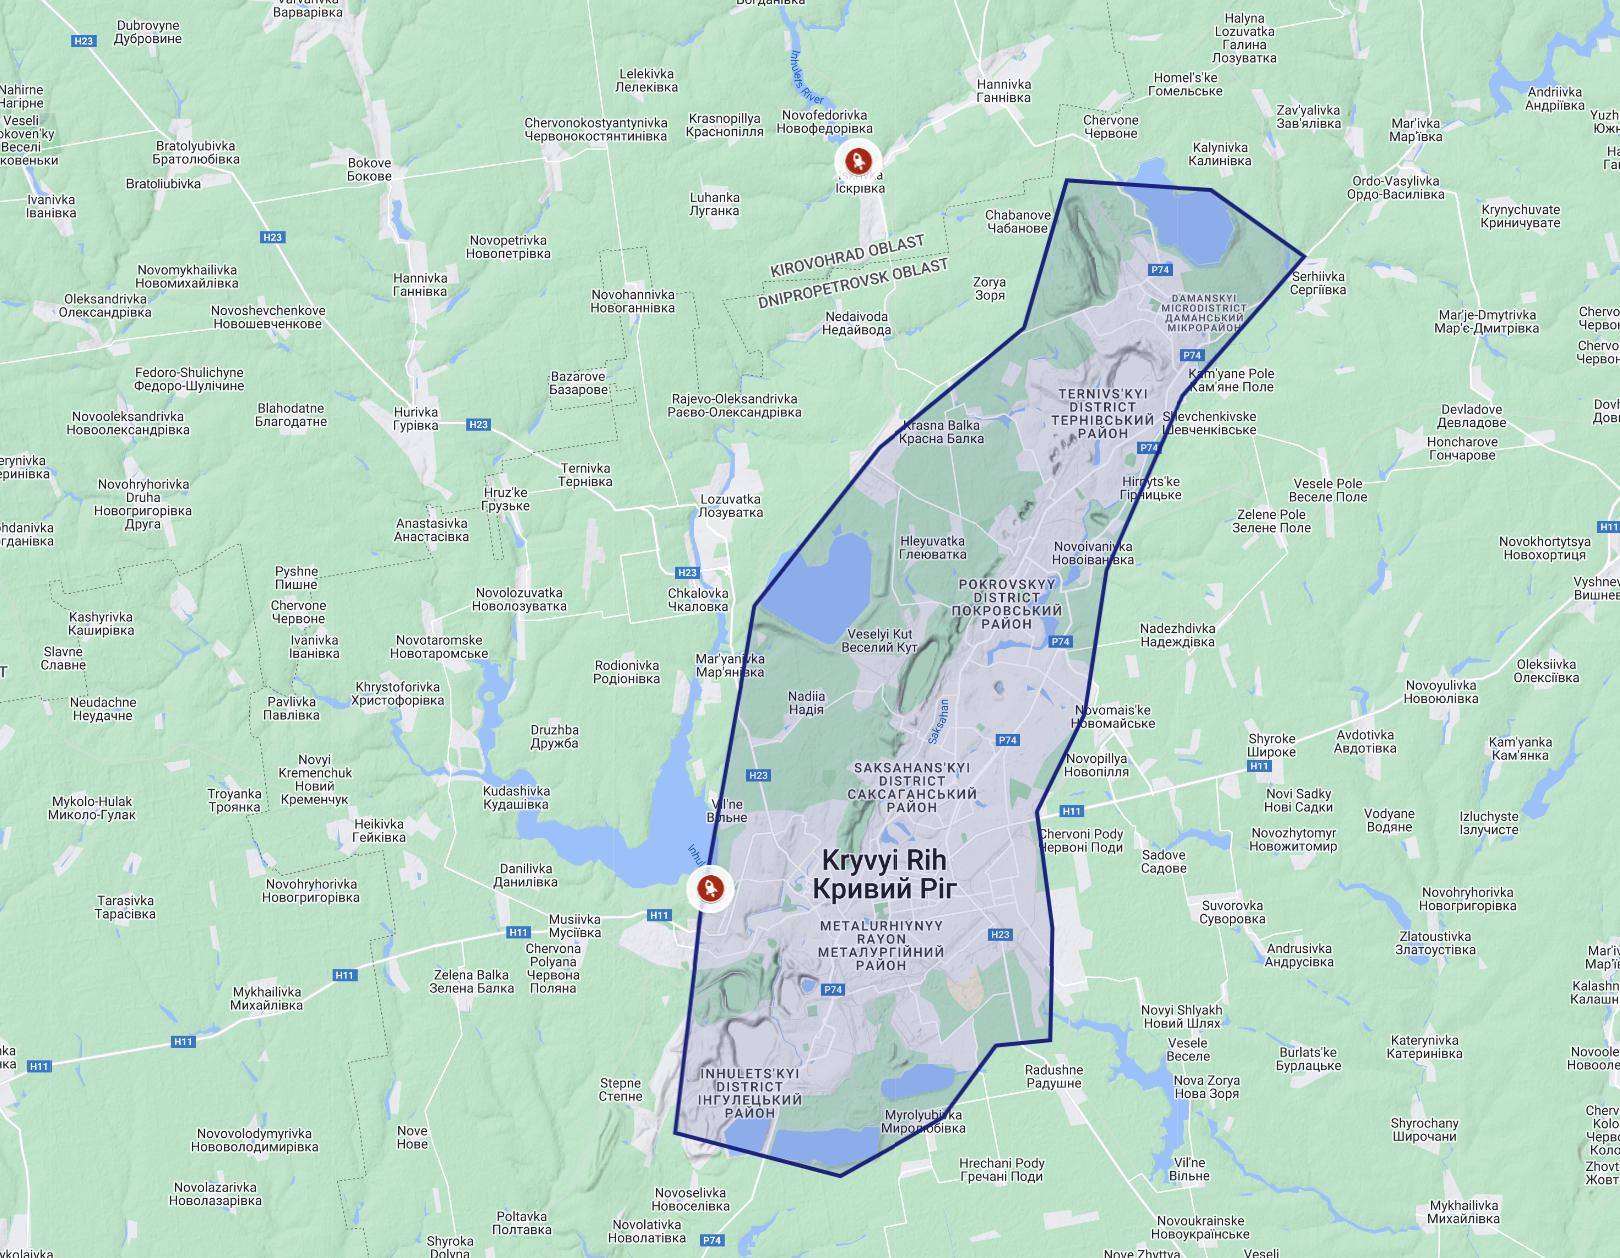 Варварівка
Dubrovyne
Дубровине
H23
Halyna
Lozuvatka
Галина
Лозуватка
Lelekivka
Лелеківка
Inhulets River
Hannivka
Ганнівка
Homel's'ke
Гомельське
Nahirne
Нагірне
Andriivka
Андріївка
Veseli
Веселі
Chervonokostyantynivka
Червонокостянтинівка
Krasnopillya
Краснопілля
Novofedorivka
Новофедорівка
Chervone
Червоне
Zav'yalivka
Зав'ялівка
Mar'ivka
Мар'ївка
Bratolyubivka
Братолюбівка
Bratoliubivka
Bokove
Бокове
Kalynivka
Калинівка
Іскрівка
Ordo-Vasylivka
Ордо-Василівка
Ivanivka
Іванівка
Luhanka
Луганка
Chabanove
Чабанове
Krynychuvate
Криничувате
H23
Novopetrivka
Новопетрівка
KIROVOHRAD OBLAST
DNIPROPETROVSK OBLAST
P74
Novomykhailivka
Новомихайлівка
Hannivka
Ганнівка
Zorya
Зоря
Serhiivka
Сергіївка
Oleksandrivka
Олександрівка
Novoshevchenkove
Новошевченкове
Novohannivka
Новоганнівка
Nedaivoda
Недайвода
DAMANSKYI
MICRODISTRICT
ДАМАНСЬКИЙ
МІКРОРАЙОН
Mar'je-Dmytrivka
Мар'є-Дмитрівка
P74
Fedoro-Shulichyne
Федоро-Шулічине
Bazarove
Базарове
Kam'yane Pole
Кам'яне Поле
Novooleksandrivka
Новоолександрівка
Blahodatne
Благодатне
Hurivka
Гурівка
H23
Rajevo-Oleksandrivka
Раєво-Олександрівка
Krasna Balka
Красна Балка
TERNIVS'KYI
DISTRICT
ТЕРНІВСЬКИЙ
РАЙОН
Shevchenkivske
Шевченківське
Devladove
Девладове
P74
Honcharove
Гончарове
Ternivka
Тернівка
Novohryhorivka
Druha
Новогригорівка
Друга
Hruz'ke
Грузьке
Lozuvatka
Лозуватка
Hirnyts'ke
Гірницьке
Vesele Pole
Веселе Поле
Anastasivka
Анастасівка
Zelene Pole
Зелене Поле
H11
Hleyuvatka
Глеюватка
Novoivanivka
Новоіванівка
Novokhortytsya
Новохортиця
Pyshne
Пишне
H23
Chkalovka
Чкаловка
POKROVSKYY
DISTRICT
ПОКРОВСЬКИЙ
РАЙОН
Chervone
Червоне
Novolozuvatka
Новолозуватка
Kashyrivka
Каширівка
Ivanivka
Іванівка
Novotaromske
Новотаромське
Veselyi Kut
Веселий Кут
P74
Nadezhdivka
Надеждівка
Slavne
Славне
Rodionivka
Родіонівка
Mar'yanivka
Мар'янівка
Oleksiivka
Олексіївка
Neudachne
Неудачне
Pavlivka
Павлівка
Khrystoforivka
Христофорівка
Nadiia
Надія
Saksahan
Novomais'ke
Новомайське
Novoyulivka
Новоюлівка
Druzhba
Дружба
P74
Shyroke
Широке
H11
Avdotivka
Авдотівка
Kam'yanka
Кам'янка
Novyi
Kremenchuk
Новий
Кременчук
H23
SAKSAHANS'KYI
DISTRICT
САКСАГАНСЬКИЙ
РАЙОН
Novopillya
Новопілля
Mykolo-Hulak
Миколо-Гулак
Troyanka
Троянка
Kudashivka
Кудашівка
Vil'ne
Вільне
H11
Novi Sadky
Нові Садки
Heikivka
Гейківка
Chervoni Pody
Червоні Поди
Novozhytomyr
Новожитомир
Vodyane
Водяне
Izluchyste
Ізлучисте
Kryvyi Rih
Кривий Ріг
Sadove
Садове
Danilivka
Данилівка
Novohryhorivka
Новогригорівка
Tarasivka
Тарасівка
H11
Musiivka
Мусіївка
H11
METALURHIYNYY
RAYON
МЕТАЛУРГІЙНИЙ
РАЙОН
H23
Suvorovka
Суворовка
Novohryhorivka
Новогригорівка
Andrusivka
Андрусівка
Zlatoustivka
Златоустівка
H11
Chervona
Polyana
Червона
Поляна
Zelena Balka
Зелена Балка
P74
Mykhailivka
Михайлівка
H11
Novyi Shlyakh
Новий Шлях
Vesele
Веселе
Burlats'ke
Бурлацьке
Katerynivka
Катеринівка
H11
Stepne
Степне
INHULETS'KYI
DISTRICT
ІНГУЛЕЦЬКИЙ
РАЙОН
Radushne
Радушне
Nova Zorya
Нова Зоря
Myrolyubivka
Миролюбівка
Novovolodymyrivka
Нововолодимирівка
Nove
Нове
Shyrochany
Широчани
Hrechani Pody
Гречані Поди
Vil'ne
Вільне
Novolazarivka
Новолазарівка
Novoselivka
Новоселівка
Mykhailivka
Михайлівка
Poltavka
Полтавка
Novolativka
Новолатівка
P74
Novoukrainske
Новоукраїнське
Shyroka
Dolyna
Nove Zhyttya
Veseli